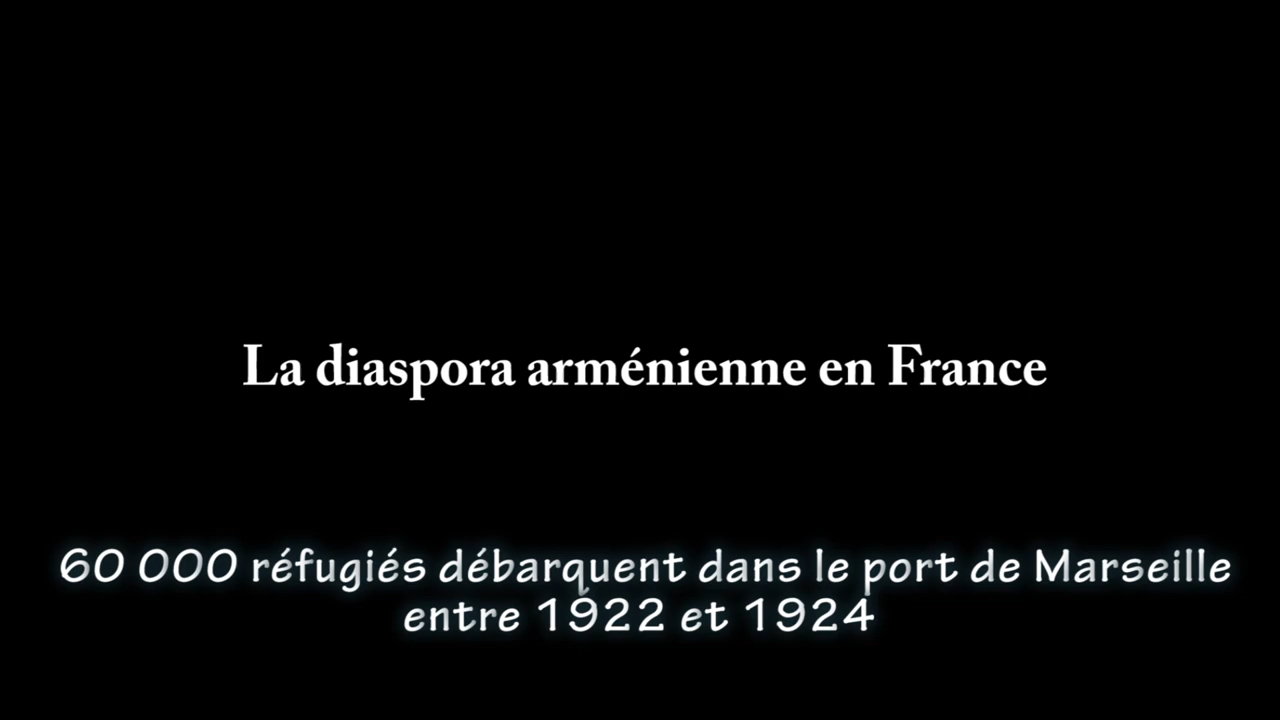 La diaspora arménienne en France
60 000 réfugiés débarquent dans le port de Marseille
entre 1922 et 1924